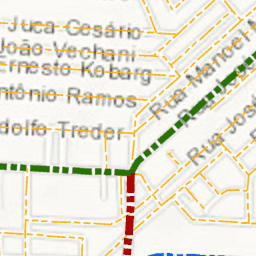 Juca Cesário
João Vechani
Ernesto Kobarg
ntônio Ramos
dolfo Treder
Rua Manoel
Rua José